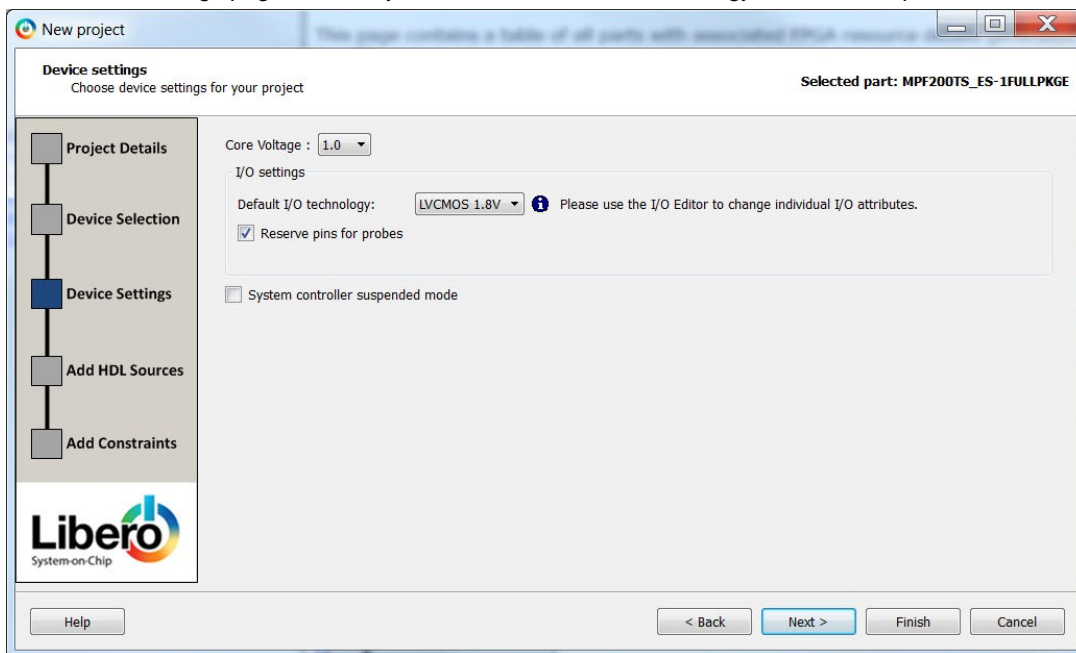 New project
Device settings
Choose device settings for your project
Selected part: MPF200TS_ES-1FULLPKGE
Project Details
Device Selection
Device Settings
Add HDL Sources
Add Constraints
Libero
System-on-Chip
Core Voltage : 1.0
I/O settings
Default I/O technology: LVCMOS 1.8V Please use the I/O Editor to change individual I/O attributes.
Reserve pins for probes
System controller suspended mode
Help < Back Next > Finish Cancel